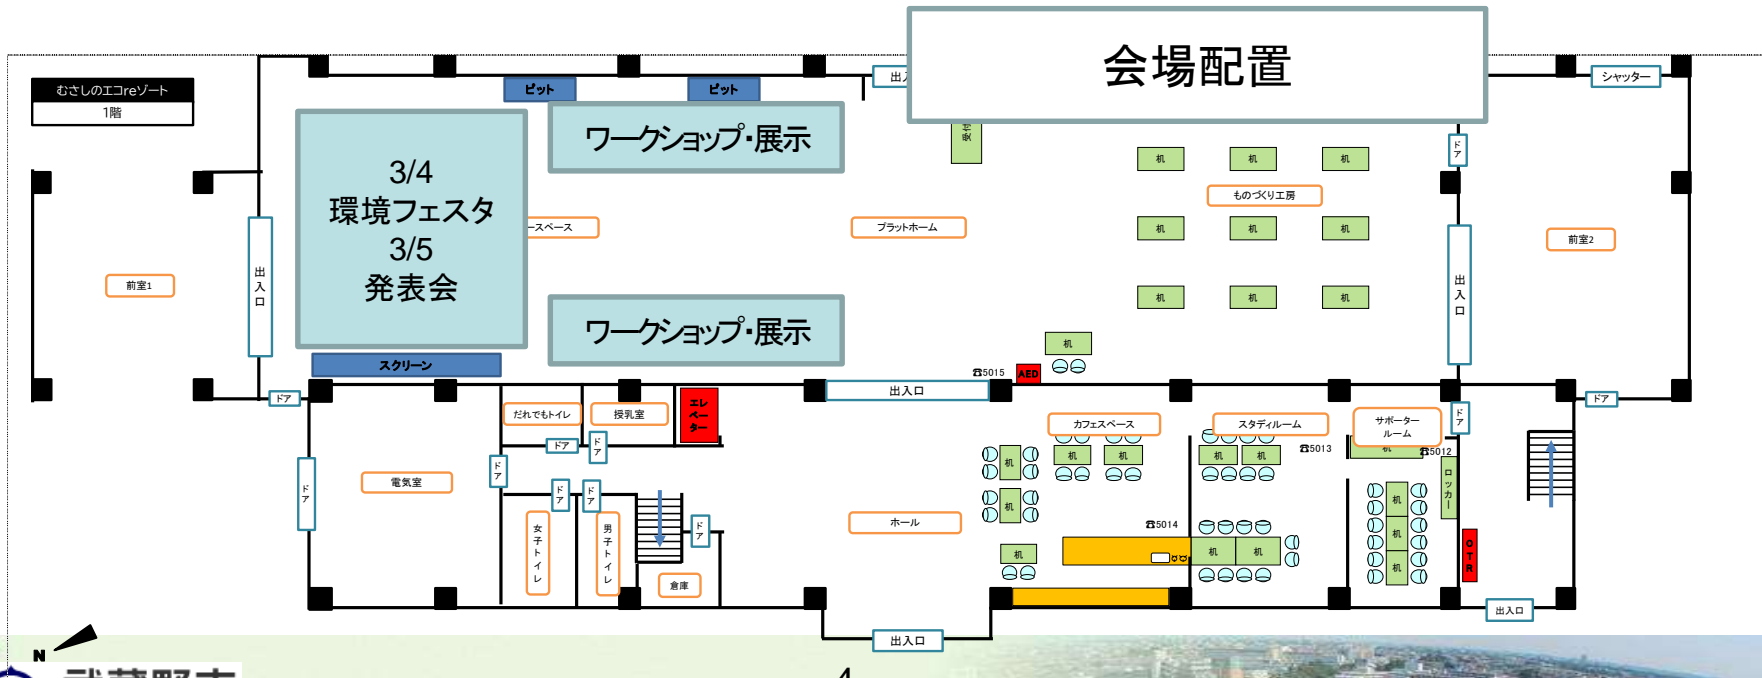 会場配置
むさしのエコreゾート
1階
ピット
ピット
出入
シャッター
ワークショップ・展示
受付
3/4
環境フェスタ
3/5
発表会
ースペース
プラットホーム
机
机
机
ものづくり工房
机
机
机
机
机
机
ドア
前室1
出入口
出入口
前室2
ワークショップ・展示
スクリーン
机
☎5015
AED
ドア
出入口
ドア
だれでもトイレ
授乳室
エレベーター
カフェスペース
スタディルーム
サポーター
ルーム
ドア
ドア
ドア
机
机
机
机
机
机
☎5013
☎5012
ドア
電気室
ドア
ロッカー
ドア
ドア
机
机
ホール
☎5014
女子トイレ
男子トイレ
ドア
机
机
机
机
机
OTR
倉庫
出入口
出入口
N
武蔵野市
4